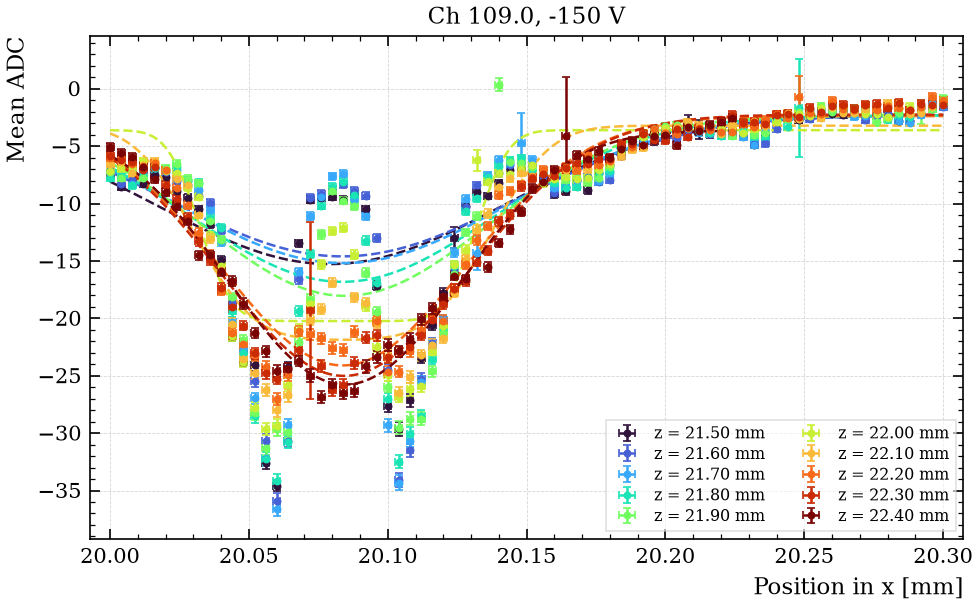 Ch 109.0, -150 V
Mean ADC
0
−5
−10
−15
−20
−25
−30
−35
20.00 20.05 20.10 20.15 20.20 20.25 20.30
Position in x [mm]
z = 21.50 mm
z = 21.60 mm
z = 21.70 mm
z = 21.80 mm
z = 21.90 mm
z = 22.00 mm
z = 22.10 mm
z = 22.20 mm
z = 22.30 mm
z = 22.40 mm